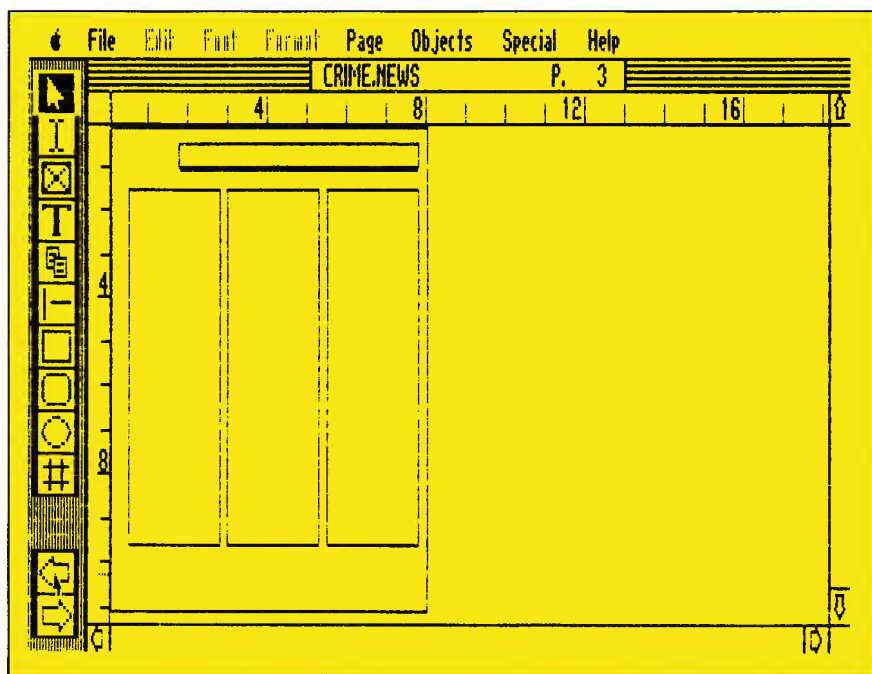 File Edit Font Format Page Objects Special Help
CRIME.NEWS P. 3
4 8 12 16
T
4
8